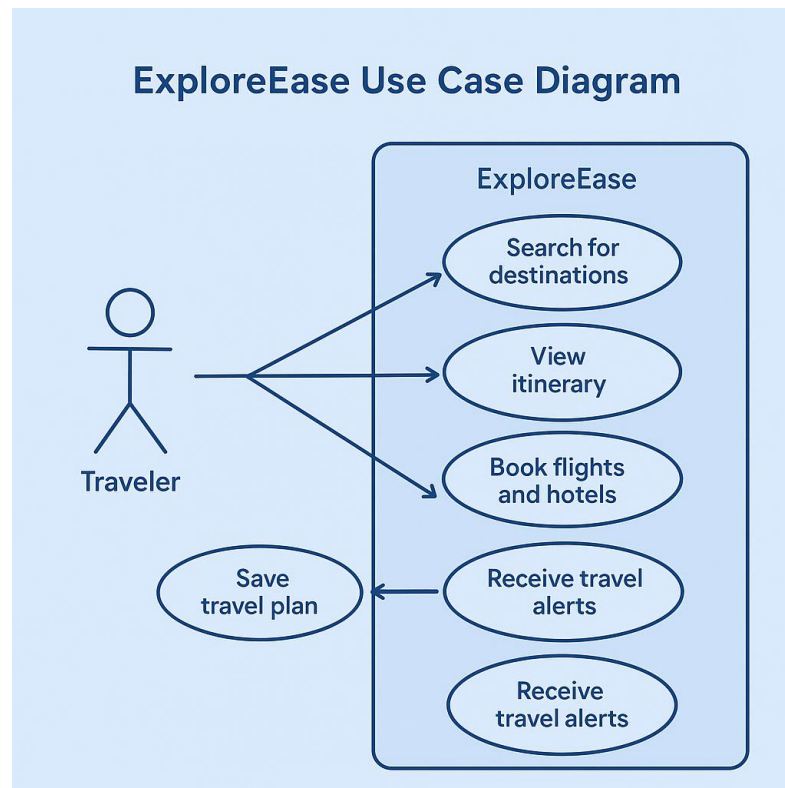 ExploreEase Use Case Diagram
ExploreEase
Search for
destinations
View
itinerary
Book flights
and hotels
Traveler
Save
travel plan
Receive travel
alerts
Receive
travel alerts